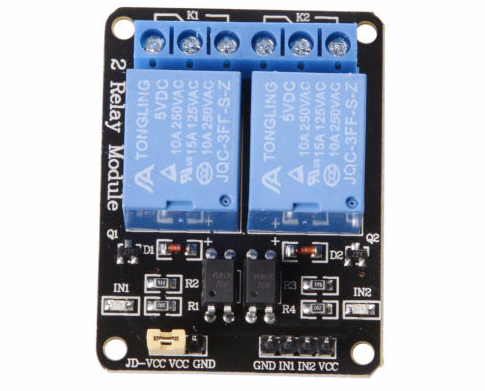 K1 K2
2 Relay Module
TONGLING
5VDC
10A 250VAC
15A 125VAC
10A 250VAC
JQC-3FF-S-Z
TONGLING
5VDC
10A 250VAC
15A 125VAC
10A 250VAC
JQC-3FF-S-Z
Q1 D1 + + D2 Q2
IN1 R2 R3 IN2
R1 R4
JD-VCC VCC GND GND IN1 IN2 VCC